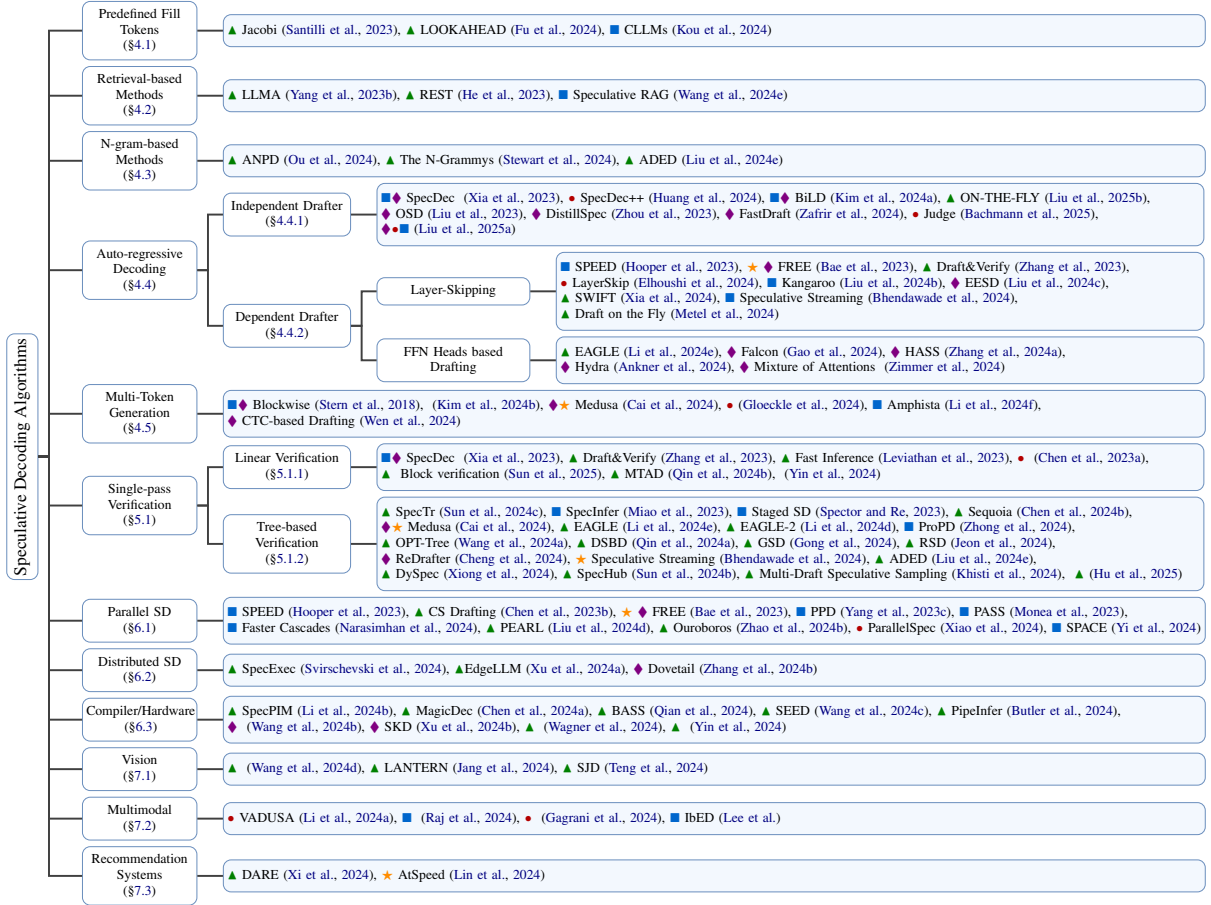 Speculative Decoding Algorithms
Predefined Fill
Tokens
(§4.1)
▲ Jacobi (Santilli et al., 2023), ▲ LOOKAHEAD (Fu et al., 2024), ■ CLLMs (Kou et al., 2024)
Retrieval-based
Methods
(§4.2)
▲ LLMA (Yang et al., 2023b), ▲ REST (He et al., 2023), ■ Speculative RAG (Wang et al., 2024e)
N-gram-based
Methods
(§4.3)
▲ ANPD (Ou et al., 2024), ▲ The N-Grammys (Stewart et al., 2024), ▲ ADED (Liu et al., 2024e)
Auto-regressive
Decoding
(§4.4)
Independent Drafter
(§4.4.1)
■♦ SpecDec (Xia et al., 2023), ● SpecDec++ (Huang et al., 2024), ■♦ BiLD (Kim et al., 2024a), ▲ ON-THE-FLY (Liu et al., 2025b),
♦ OSD (Liu et al., 2023), ♦ DistillSpec (Zhou et al., 2023), ♦ FastDraft (Zafrir et al., 2024), ● Judge (Bachmann et al., 2025),
♦●■ (Liu et al., 2025a)
Dependent Drafter
(§4.4.2)
Layer-Skipping
■ SPEED (Hooper et al., 2023), ★ ♦ FREE (Bae et al., 2023), ▲ Draft&Verify (Zhang et al., 2023),
● LayerSkip (Elhoushi et al., 2024), ■ Kangaroo (Liu et al., 2024b), ♦ EESD (Liu et al., 2024c),
▲ SWIFT (Xia et al., 2024), ■ Speculative Streaming (Bhendawade et al., 2024),
▲ Draft on the Fly (Metel et al., 2024)
FFN Heads based
Drafting
▲ EAGLE (Li et al., 2024e), ♦ Falcon (Gao et al., 2024), ♦ HASS (Zhang et al., 2024a),
♦ Hydra (Ankner et al., 2024), ♦ Mixture of Attentions (Zimmer et al., 2024)
Multi-Token
Generation
(§4.5)
■♦ Blockwise (Stern et al., 2018), (Kim et al., 2024b), ♦★ Medusa (Cai et al., 2024), ● (Gloeckle et al., 2024), ■ Amphista (Li et al., 2024f),
♦ CTC-based Drafting (Wen et al., 2024)
Single-pass
Verification
(§5.1)
Linear Verification
(§5.1.1)
■♦ SpecDec (Xia et al., 2023), ▲ Draft&Verify (Zhang et al., 2023), ▲ Fast Inference (Leviathan et al., 2023), ● (Chen et al., 2023a),
▲ Block verification (Sun et al., 2025), ▲ MTAD (Qin et al., 2024b), (Yin et al., 2024)
Tree-based
Verification
(§5.1.2)
▲ SpecTr (Sun et al., 2024c), ■ SpecInfer (Miao et al., 2023), ■ Staged SD (Spector and Re, 2023), ▲ Sequoia (Chen et al., 2024b),
♦★ Medusa (Cai et al., 2024), ▲ EAGLE (Li et al., 2024e), ▲ EAGLE-2 (Li et al., 2024d), ■ ProPD (Zhong et al., 2024),
▲ OPT-Tree (Wang et al., 2024a), ▲ DSBD (Qin et al., 2024a), ▲ GSD (Gong et al., 2024), ▲ RSD (Jeon et al., 2024),
♦ ReDrafter (Cheng et al., 2024), ★ Speculative Streaming (Bhendawade et al., 2024), ▲ ADED (Liu et al., 2024e),
▲ DySpec (Xiong et al., 2024), ▲ SpecHub (Sun et al., 2024b), ▲ Multi-Draft Speculative Sampling (Khisti et al., 2024), ▲ (Hu et al., 2025)
Parallel SD
(§6.1)
■ SPEED (Hooper et al., 2023), ▲ CS Drafting (Chen et al., 2023b), ★ ♦ FREE (Bae et al., 2023), ■ PPD (Yang et al., 2023c), ■ PASS (Monea et al., 2023),
■ Faster Cascades (Narasimhan et al., 2024), ▲ PEARL (Liu et al., 2024d), ▲ Ouroboros (Zhao et al., 2024b), ● ParallelSpec (Xiao et al., 2024), ■ SPACE (Yi et al., 2024)
Distributed SD
(§6.2)
▲ SpecExec (Svirschevski et al., 2024), ▲EdgeLLM (Xu et al., 2024a), ♦ Dovetail (Zhang et al., 2024b)
Compiler/Hardware
(§6.3)
▲ SpecPIM (Li et al., 2024b), ▲ MagicDec (Chen et al., 2024a), ▲ BASS (Qian et al., 2024), ▲ SEED (Wang et al., 2024c), ▲ PipeInfer (Butler et al., 2024),
♦ (Wang et al., 2024b), ♦ SKD (Xu et al., 2024b), ▲ (Wagner et al., 2024), ▲ (Yin et al., 2024)
Vision
(§7.1)
▲ (Wang et al., 2024d), ▲ LANTERN (Jang et al., 2024), ▲ SJD (Teng et al., 2024)
Multimodal
(§7.2)
● VADUSA (Li et al., 2024a), ■ (Raj et al., 2024), ● (Gagrani et al., 2024), ■ IbED (Lee et al.)
Recommendation
Systems
(§7.3)
▲ DARE (Xi et al., 2024), ★ AtSpeed (Lin et al., 2024)